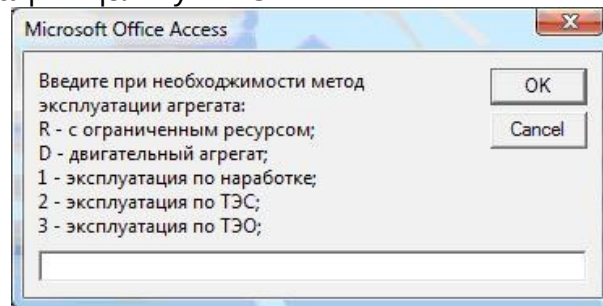 Microsoft Office Access
Введите при необходжимости метод
эксплуатации агрегата:
R - с ограниченным ресурсом;
D - двигательный агрегат;
1 - эксплуатация по наработке;
2 - эксплуатация по ТЭС;
3 - эксплуатация по ТЭО;
OK
Cancel